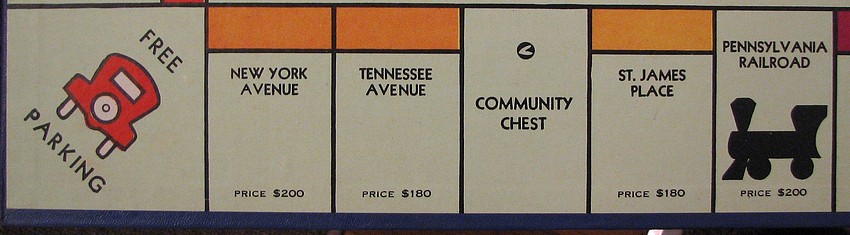 FREE
PARKING
NEW YORK
AVENUE
PRICE $200
TENNESSEE
AVENUE
PRICE $180
COMMUNITY
CHEST
ST. JAMES
PLACE
PRICE $180
PENNSYLVANIA
RAILROAD
PRICE $200